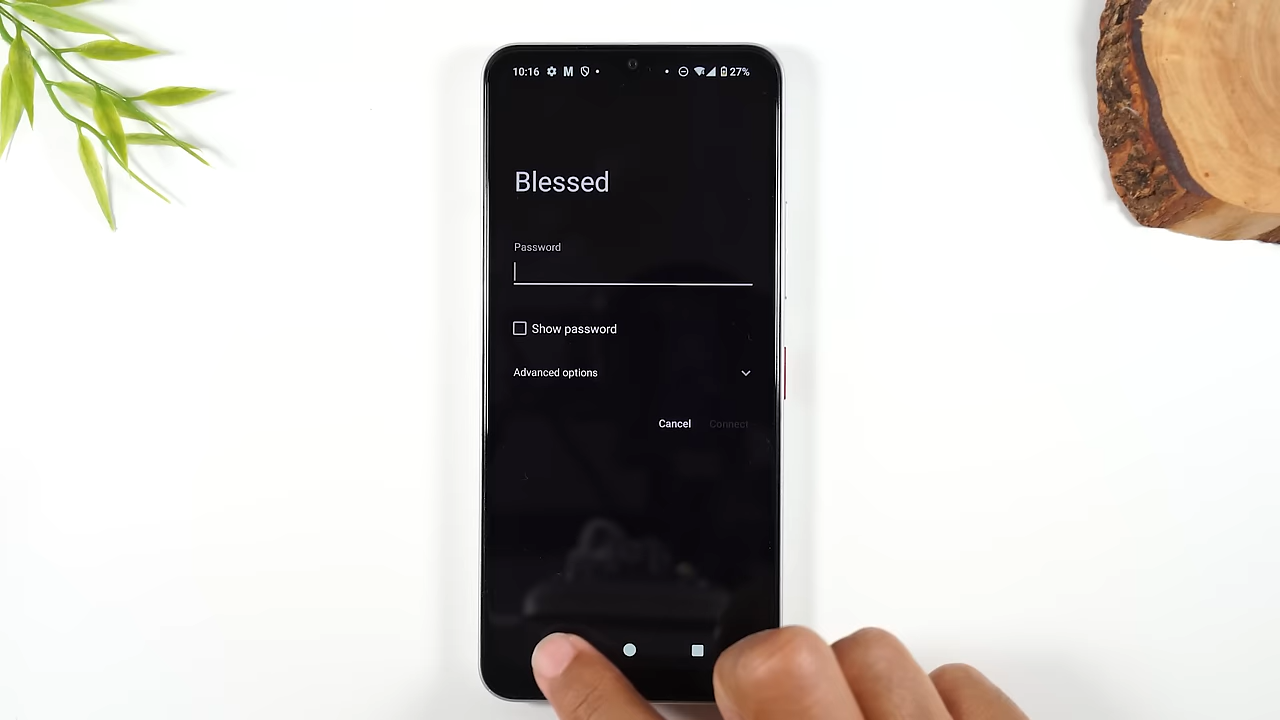 10:16 M 27%
Blessed
Password
Show password
Advanced options
Cancel Connect